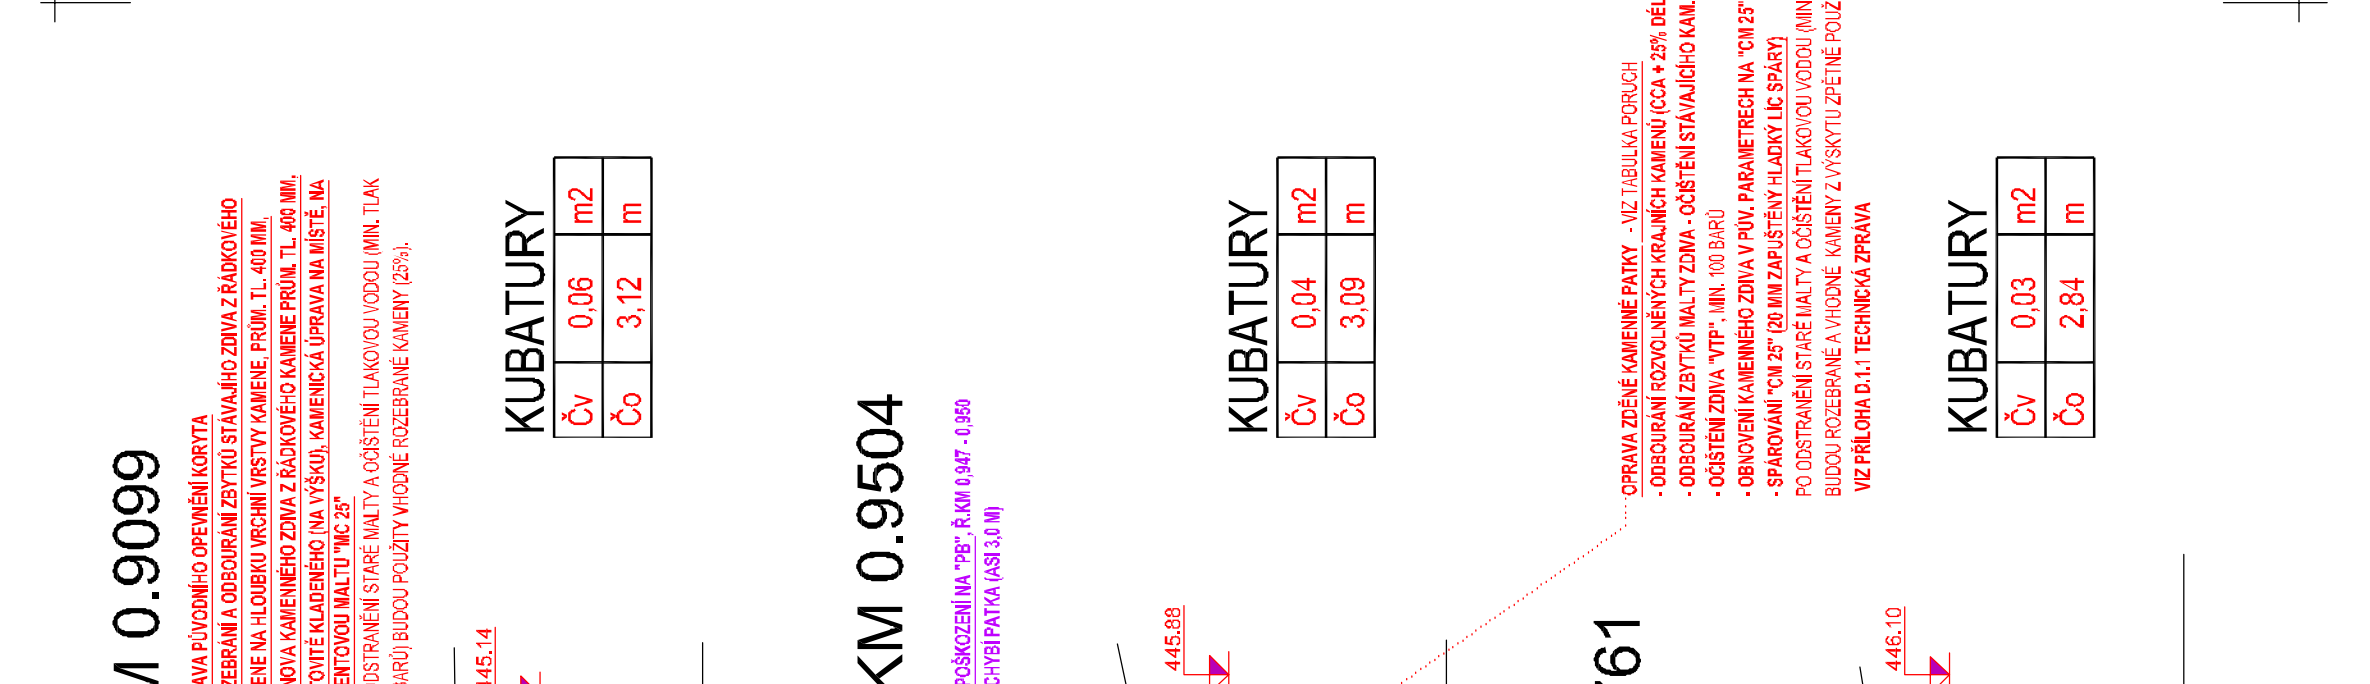 M 0.9099
AVA PŮVODNÍHO OPEVNĚNÍ KORYTA
ZEBRÁNÍ A ODBOURÁNÍ ZBYTKŮ STÁVAJÍHO ZDIVA Z ŘÁDKOVÉHO
ENE NA HLOUBKU VRCHNÍ VRSTVY KAMENE, PRŮM. TL. 400 MM,
NOVA KAMENNÉHO ZDIVA Z ŘÁDKOVÉHO KAMENE PRŮM. TL. 400 MM,
TOVITĚ KLADENÉHO (NA VÝŠKU), KAMENICKÁ ÚPRAVA NA MÍSTĚ, NA
ENTOVOU MALTU "MC 25"
DSTRANĚNÍ STARÉ MALTY A OČIŠTĚNÍ TLAKOVOU VODOU (MIN. TLAK
BARŮ) BUDOU POUŽITY VHODNÉ ROZEBRANÉ KAMENY (25%).
445.14
KUBATURY
Čv 0,06 m2
Čo 3,12 m
KM 0.9504
POŠKOZENÍ NA "PB", Ř.KM 0,947 - 0,950
CHYBÍ PATKA (ASI 3,0 M)
445.88
KUBATURY
Čv 0,04 m2
Čo 3,09 m
761
OPRAVA ZDĚNÉ KAMENNÉ PATKY - VIZ TABULKA PORUCH
- ODBOURÁNÍ ROZVOLNĚNÝCH KRAJNÍCH KAMENŮ (CCA + 25% DÉL
- ODBOURÁNÍ ZBYTKŮ MALTY ZDIVA - OČIŠTĚNÍ STÁVAJÍCÍHO KAM.
- OČIŠTĚNÍ ZDIVA "VTP", MIN. 100 BARŮ
- OBNOVENÍ KAMENNÉHO ZDIVA V PŮV. PARAMETRECH NA "CM 25"
- SPÁROVÁNÍ "CM 25" (20 MM ZAPUŠTĚNÝ HLADKÝ LÍC SPÁRY)
PO ODSTRANĚNÍ STARÉ MALTY A OČIŠTĚNÍ TLAKOVOU VODOU (MIN
BUDOU ROZEBRANÉ A VHODNÉ KAMENY Z VÝSKYTU ZPĚTNĚ POUŽ
VIZ PŘÍLOHA D.1.1 TECHNICKÁ ZPRÁVA
446.10
KUBATURY
Čv 0,03 m2
Čo 2,84 m